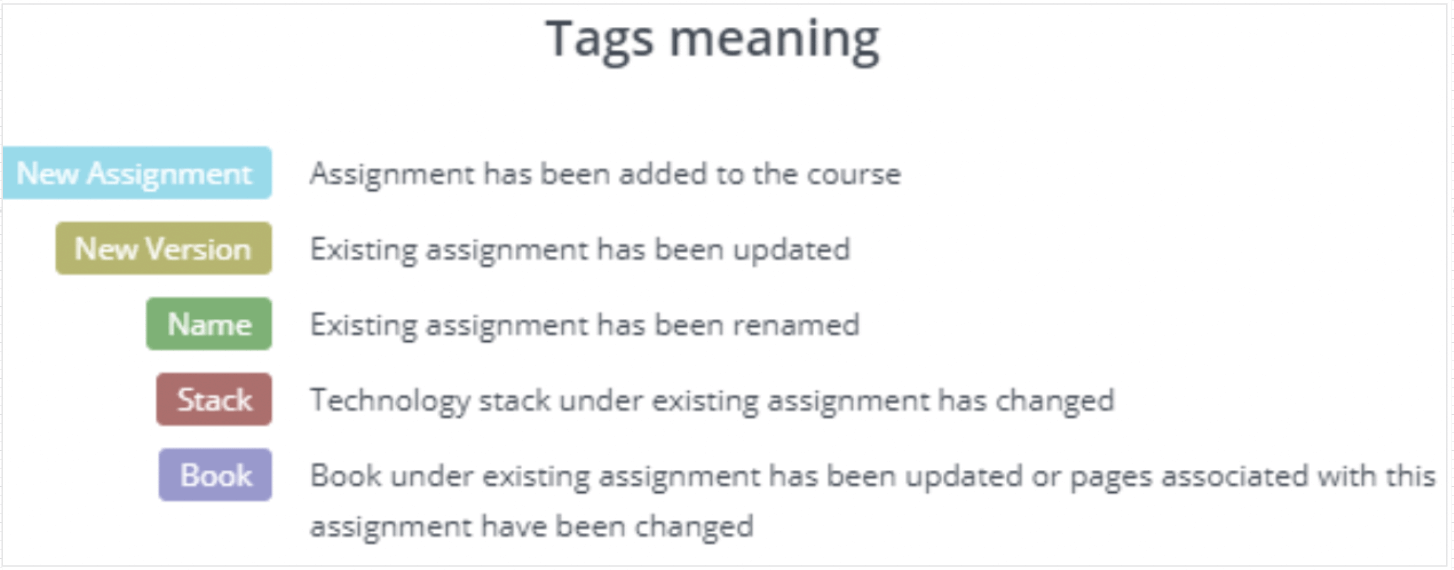 Tags meaning
New Assignment Assignment has been added to the course
New Version Existing assignment has been updated
Name Existing assignment has been renamed
Stack Technology stack under existing assignment has changed
Book Book under existing assignment has been updated or pages associated with this
assignment have been changed